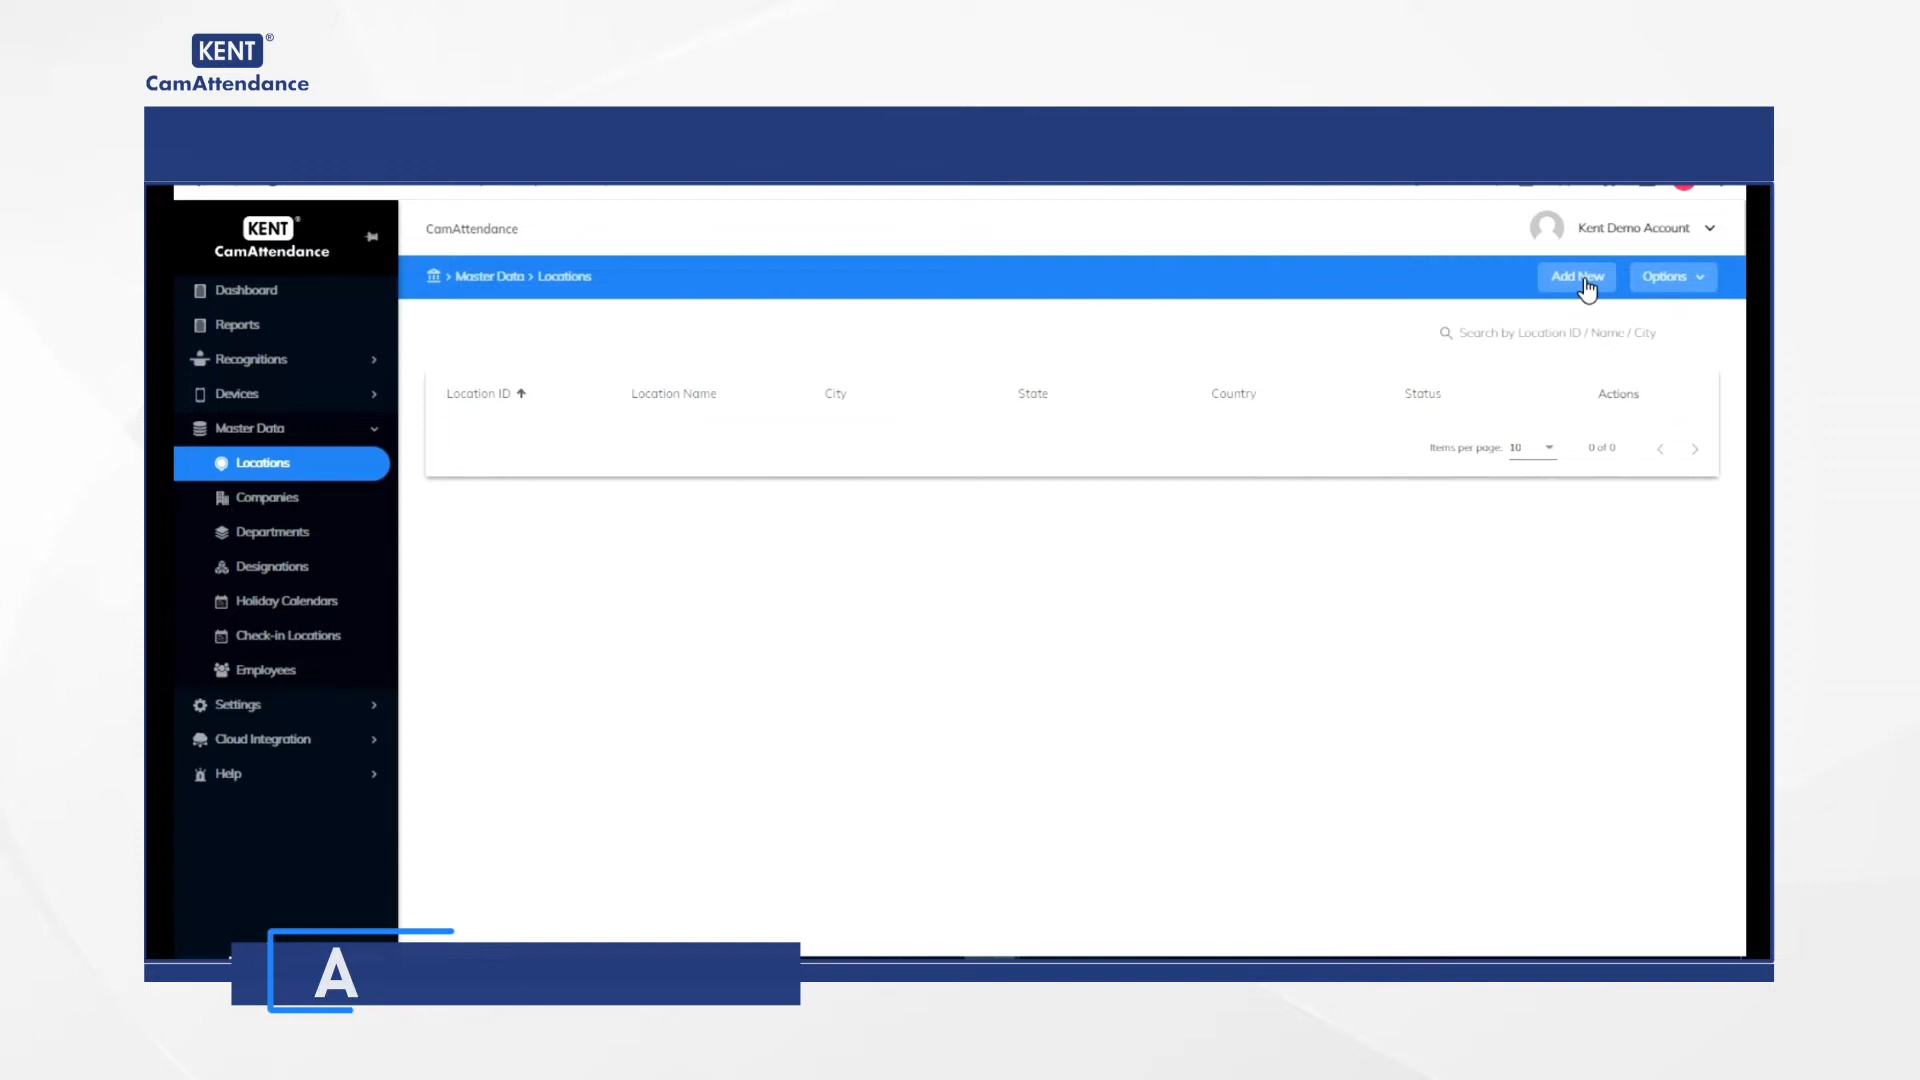 KENT®
CamAttendance
KENT®
CamAttendance
CamAttendance
Kent Demo Account
> Master Data > Locations
Add New
Options
Dashboard
Reports
Recognitions
Devices
Master Data
Locations
Companies
Departments
Designations
Holiday Calendars
Check-in Locations
Employees
Settings
Cloud Integration
Help
Search by Location ID / Name / City
Location ID Location Name City State Country Status Actions
Items per page: 10 0 of 0
A